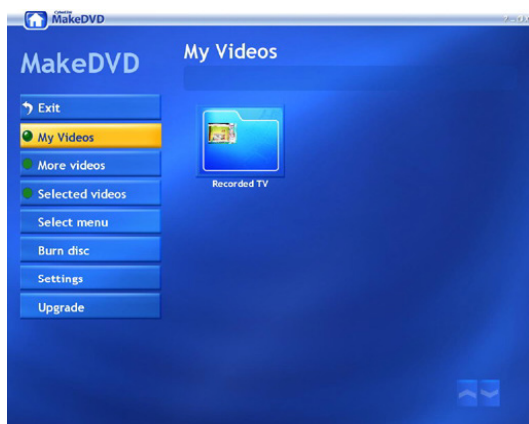 MakeDVD
My Videos
MakeDVD
Exit
My Videos
More videos
Selected videos
Select menu
Burn disc
Settings
Upgrade
Recorded TV